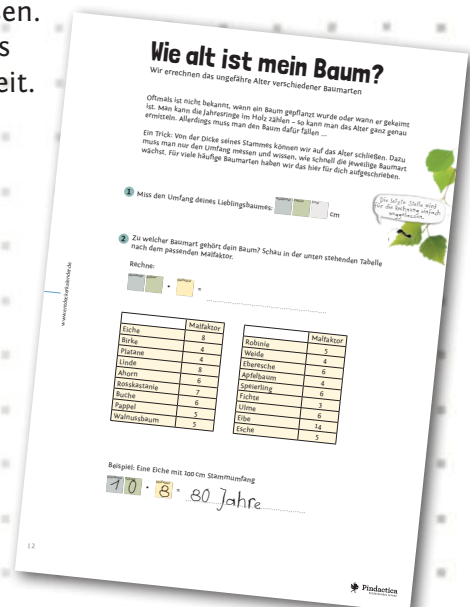 en.
s
eit.
Wie alt ist mein Baum?
Wir errechnen das ungefähre Alter verschiedener Baumarten
Oftmals ist nicht bekannt, wann ein Baum gepflanzt wurde oder wann er gekeimt
ist. Man kann die Jahresringe im Holz zählen – so kann man das Alter ganz genau
ermitteln. Allerdings muss man den Baum dafür fällen ...
Ein Trick: Von der Dicke seines Stammes können wir auf das Alter schließen. Dazu
muss man nur den Umfang messen und wissen, wie schnell die jeweilige Baumart
wächst. Für viele häufige Baumarten haben wir das hier für dich aufgeschrieben.
1 Miss den Umfang deines Lieblingsbaumes: cm
Die letzte Stelle wird
für die Rechnung einfach
weggelassen.
2 Zu welcher Baumart gehört dein Baum? Schau in der unten stehenden Tabelle
nach dem passenden Malfaktor.
Rechne:
· =
Malfaktor
Eiche 8
Birke 4
Platane 4
Linde 8
Ahorn 6
Rosskastanie 7
Buche 6
Pappel 5
Walnussbaum 5
Malfaktor
Robinie 5
Weide 4
Eberesche 6
Apfelbaum 4
Speierling 6
Fichte 3
Ulme 6
Eibe 14
Esche 5
Beispiel: Eine Eiche mit 100 cm Stammumfang
10 · 8 = 80 Jahre
12
Pindactica